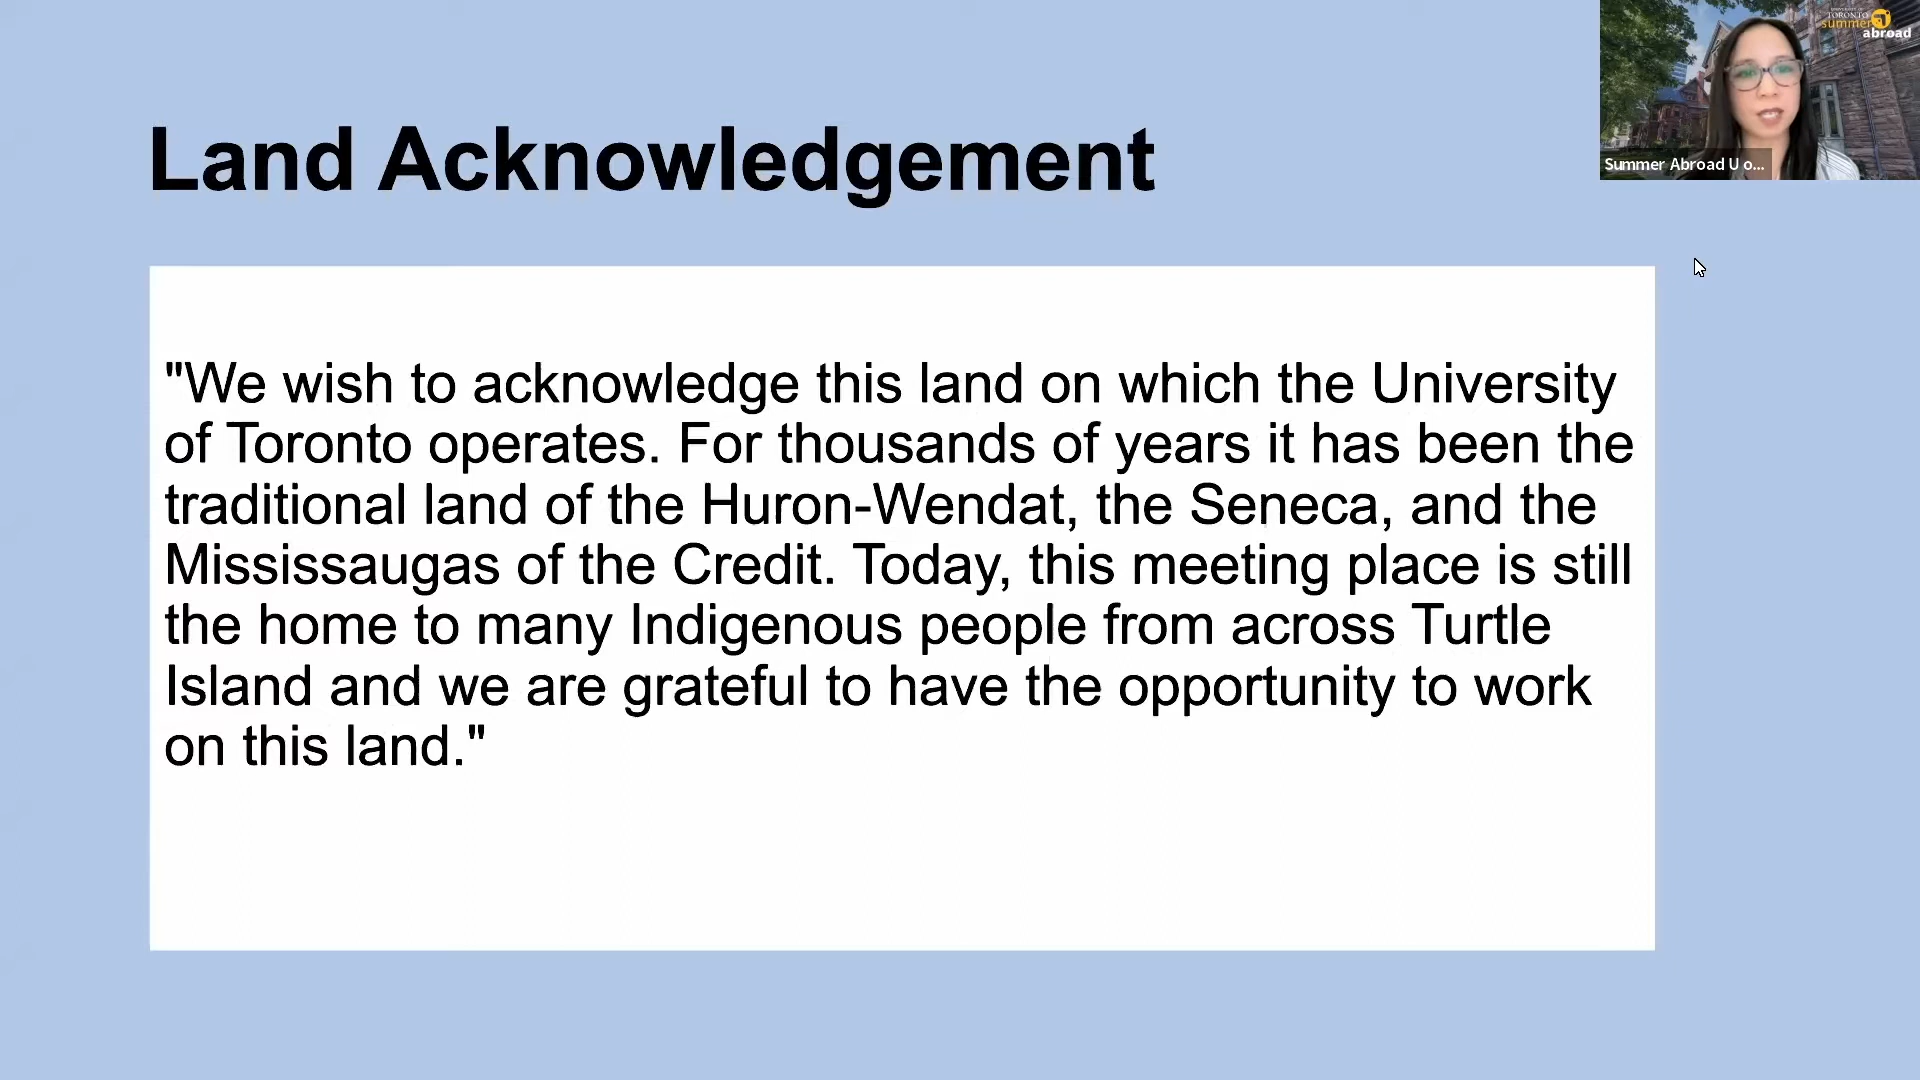 Land Acknowledgement
"We wish to acknowledge this land on which the University
of Toronto operates. For thousands of years it has been the
traditional land of the Huron-Wendat, the Seneca, and the
Mississaugas of the Credit. Today, this meeting place is still
the home to many Indigenous people from across Turtle
Island and we are grateful to have the opportunity to work
on this land."
TORONTO
summer
abroad
Summer Abroad U o...